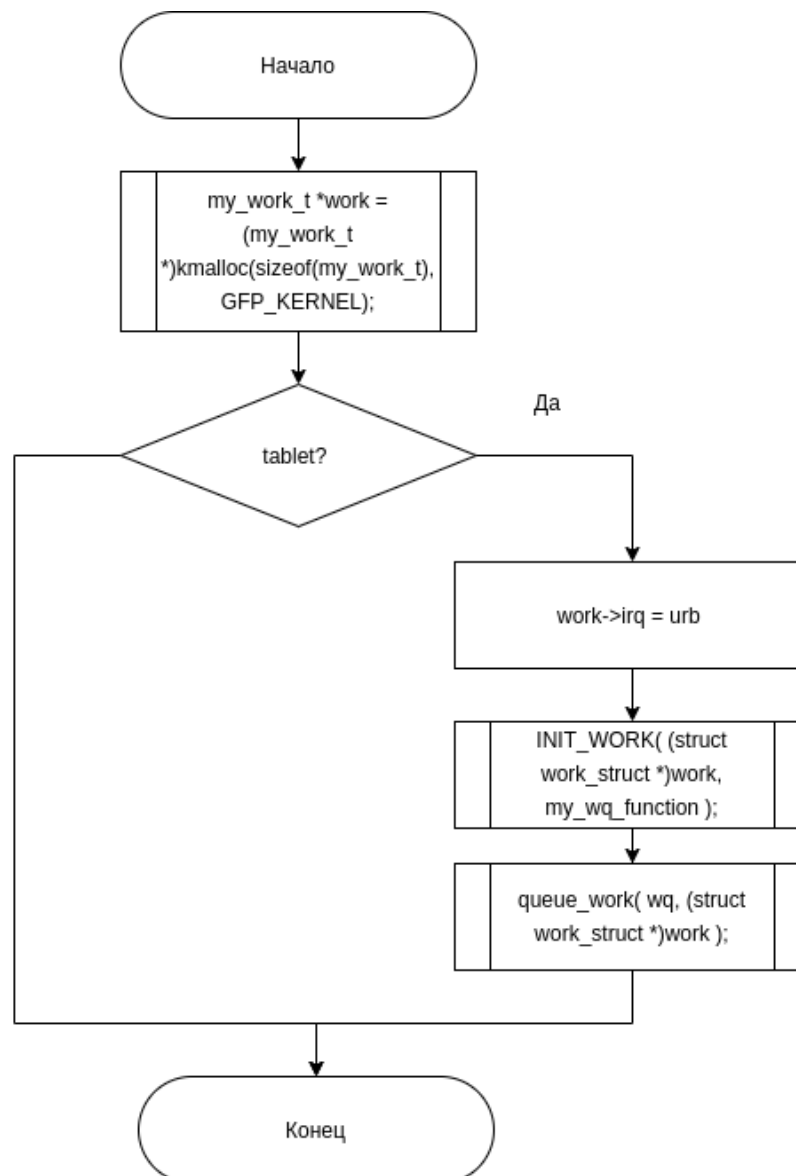 Начало
my_work_t *work =
(my_work_t
*)kmalloc(sizeof(my_work_t),
GFP_KERNEL);
Да
tablet?
work->irq = urb
INIT_WORK( (struct
work_struct *)work,
my_wq_function );
queue_work( wq, (struct
work_struct *)work );
Конец